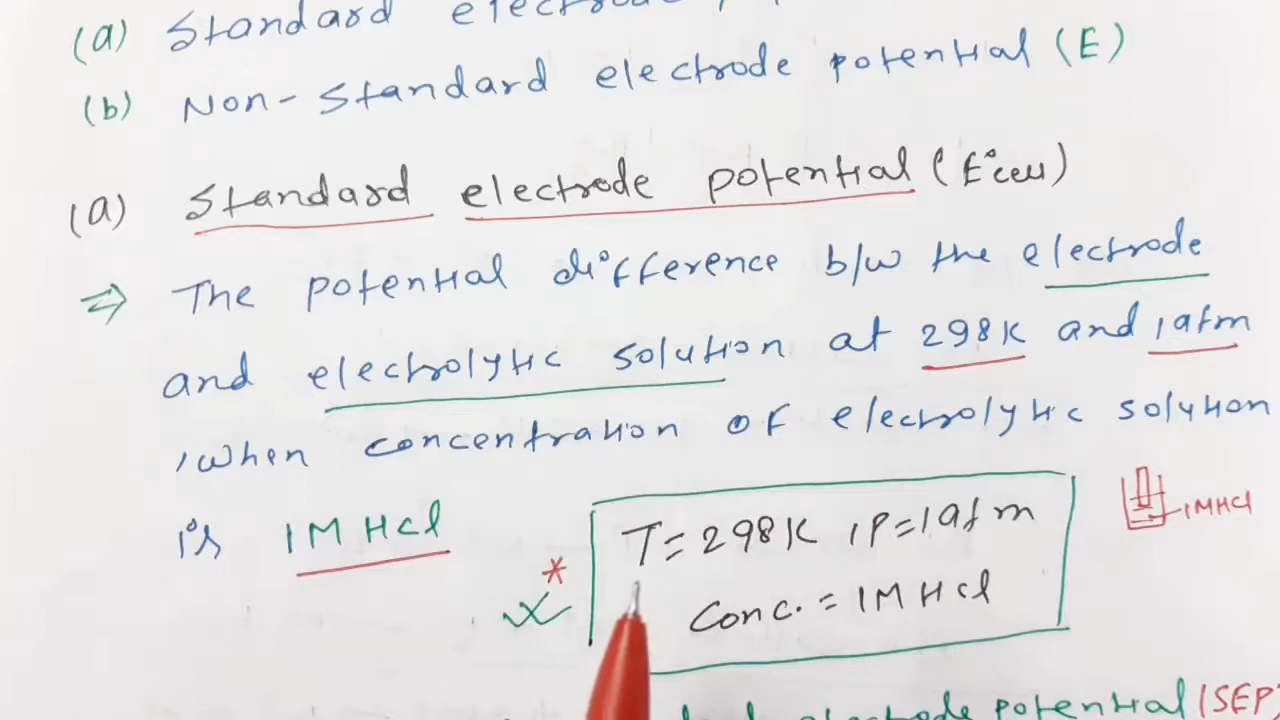 (a) Standard
(b) Non-Standard electrode potential (E)
(a) Standard electrode potential (E°cell)
⇒ The potential difference b/w the electrode
and electrolytic solution at 298K and 1atm
, when concentration of electrolytic solution
is 1M HCl
T=298K , P=1atm
Conc. = 1M HCl
1MHCl
electrode potential (SEP)